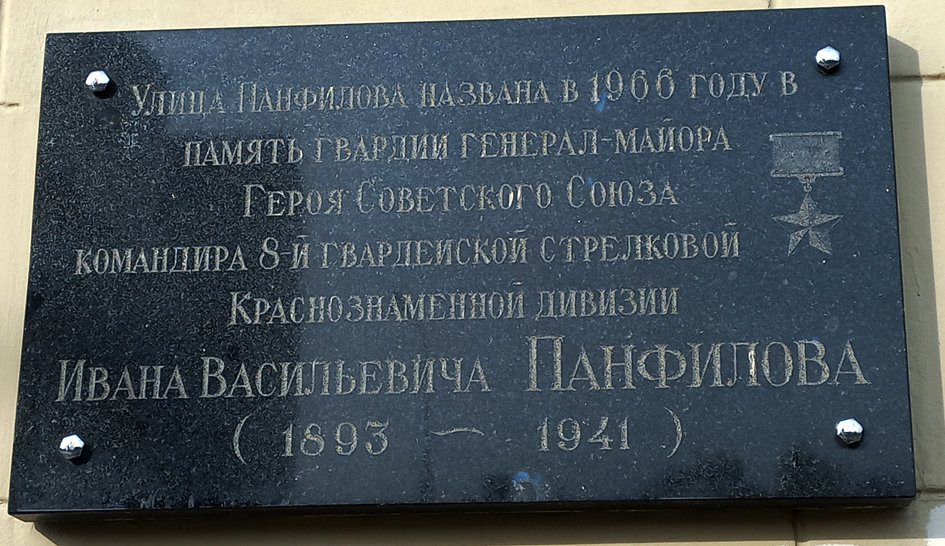 Улица Панфилова названа в 1966 году в
память гвардии генерал-майора
Героя Советского Союза
командира 8-й гвардейской стрелковой
Краснознаменной дивизии
Ивана Васильевича Панфилова
(1893 — 1941)